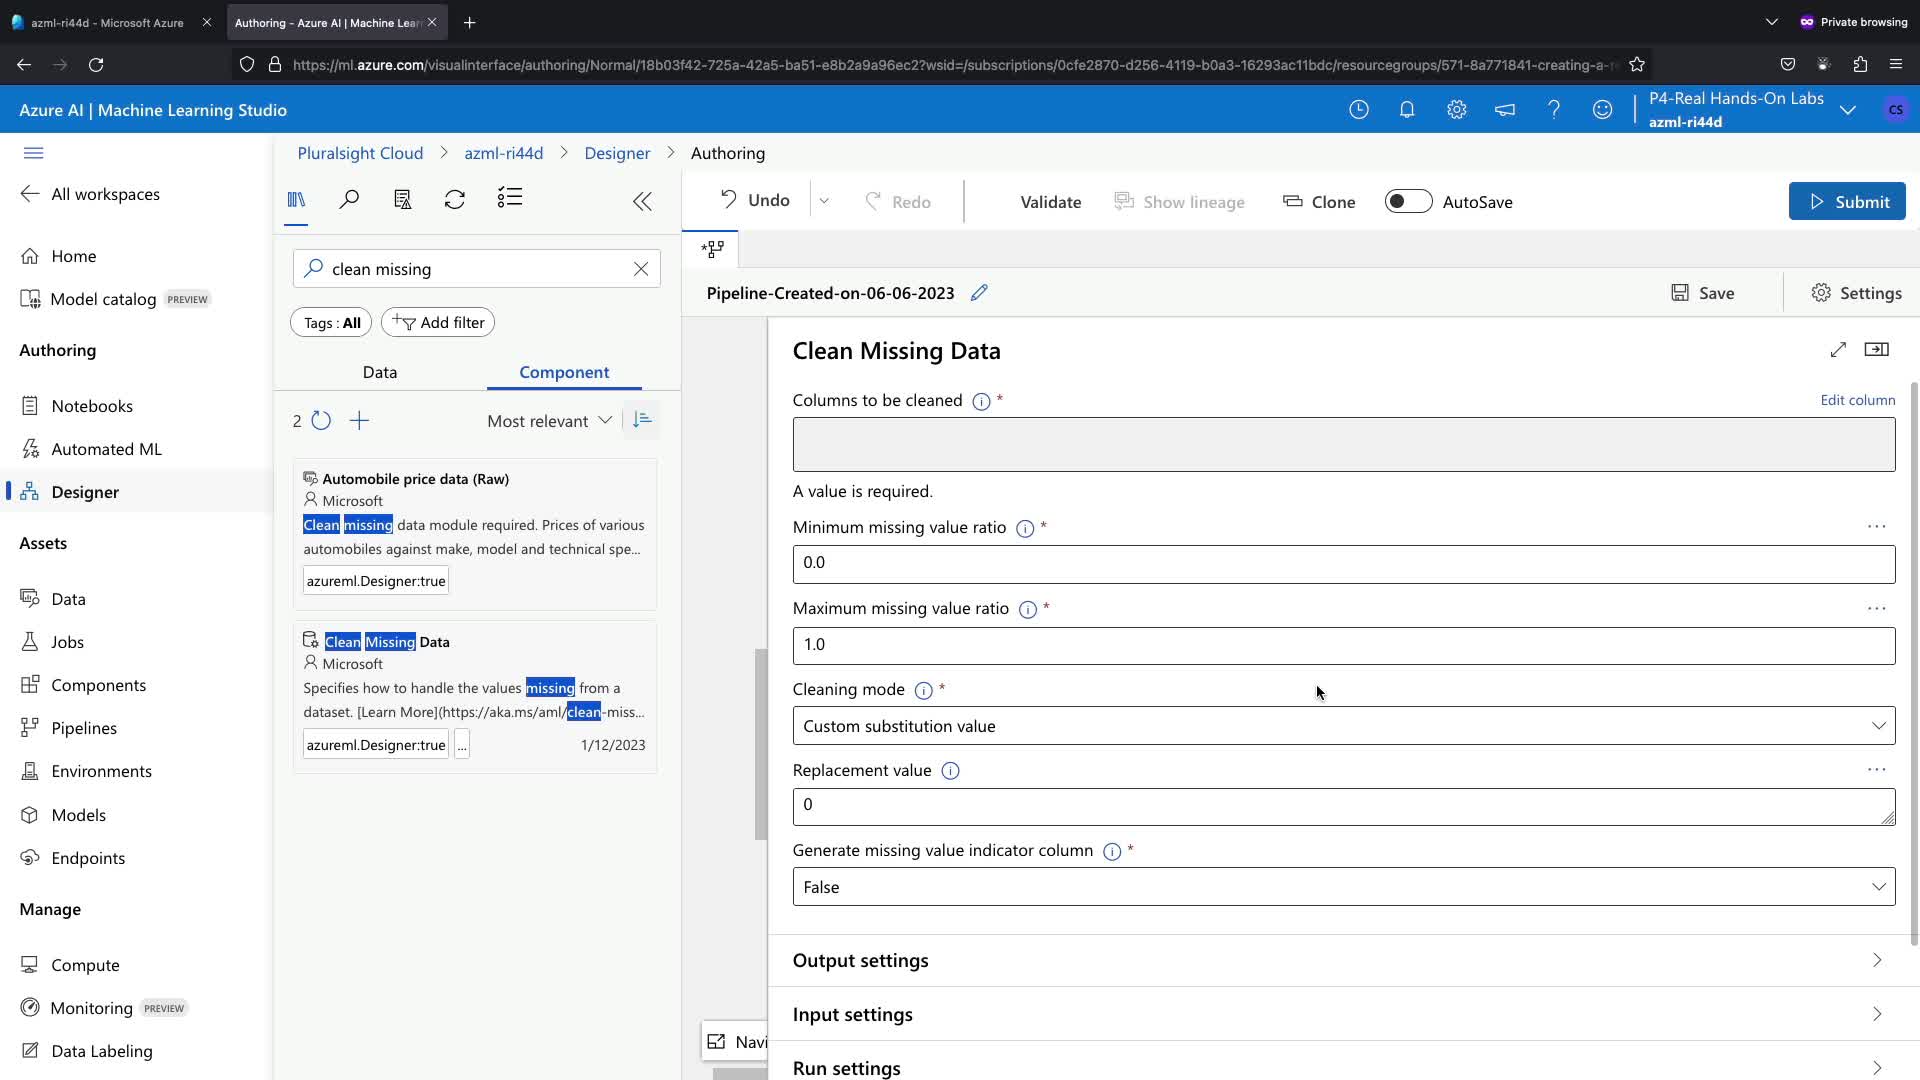 azml-ri44d - Microsoft Azure
Authoring - Azure AI | Machine Lear
Private browsing
https://ml.azure.com/visualinterface/authoring/Normal/18b03f42-725a-42a5-ba51-e8b2a9a96ec2?wsid=/subscriptions/0cfe2870-d256-4119-b0a3-16293ac11bdc/resourcegroups/571-8a771841-creating-a-r
Azure AI | Machine Learning Studio
P4-Real Hands-On Labs
azml-ri44d
CS
Pluralsight Cloud > azml-ri44d > Designer > Authoring
All workspaces
Home
Model catalog PREVIEW
Authoring
Notebooks
Automated ML
Designer
Assets
Data
Jobs
Components
Pipelines
Environments
Models
Endpoints
Manage
Compute
Monitoring PREVIEW
Data Labeling
clean missing
Tags : All
Add filter
Data
Component
2
Most relevant
Automobile price data (Raw)
Microsoft
Clean missing data module required. Prices of various
automobiles against make, model and technical spe...
azureml.Designer:true
Clean Missing Data
Microsoft
Specifies how to handle the values missing from a
dataset. [Learn More](https://aka.ms/aml/clean-miss...
azureml.Designer:true ... 1/12/2023
Undo
Redo
Validate
Show lineage
Clone
AutoSave
Submit
Pipeline-Created-on-06-06-2023
Save
Settings
Clean Missing Data
Columns to be cleaned *
Edit column
A value is required.
Minimum missing value ratio *
0.0
Maximum missing value ratio *
1.0
Cleaning mode *
Custom substitution value
Replacement value
0
Generate missing value indicator column *
False
Output settings
Input settings
Run settings
Navi